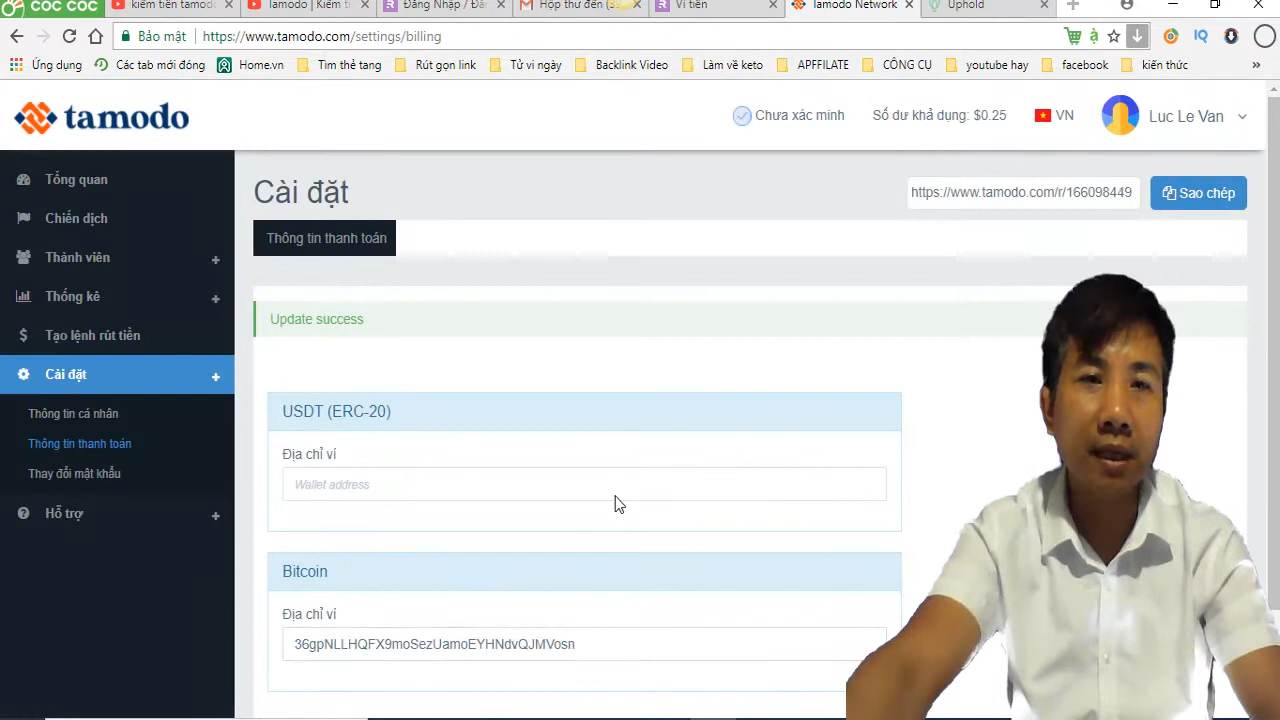 CỐC CỐC
kiếm tiền tamodo
Tamodo | Kiếm t
Đăng Nhập / Đă
Hộp thư đến
Ví tiền
Tamodo Network
Uphold
Bảo mật
https://www.tamodo.com/settings/billing
Ứng dụng
Các tab mới đóng
Home.vn
Tìm thẻ tang
Rút gọn link
Tử vi ngày
Backlink Video
Làm về keto
APFFILATE
CÔNG CỤ
youtube hay
facebook
kiến thức
»
tamodo
Chưa xác minh
Số dư khả dụng: $0.25
VN
Luc Le Van
Tổng quan
Chiến dịch
Thành viên
Thống kê
Tạo lệnh rút tiền
Cài đặt
Thông tin cá nhân
Thông tin thanh toán
Thay đổi mật khẩu
Hỗ trợ
Cài đặt
https://www.tamodo.com/r/166098449
Sao chép
Thông tin thanh toán
Update success
USDT (ERC-20)
Địa chỉ ví
Wallet address
Bitcoin
Địa chỉ ví
36gpNLLHQFX9moSezUamoEYHNdvQJMVosn